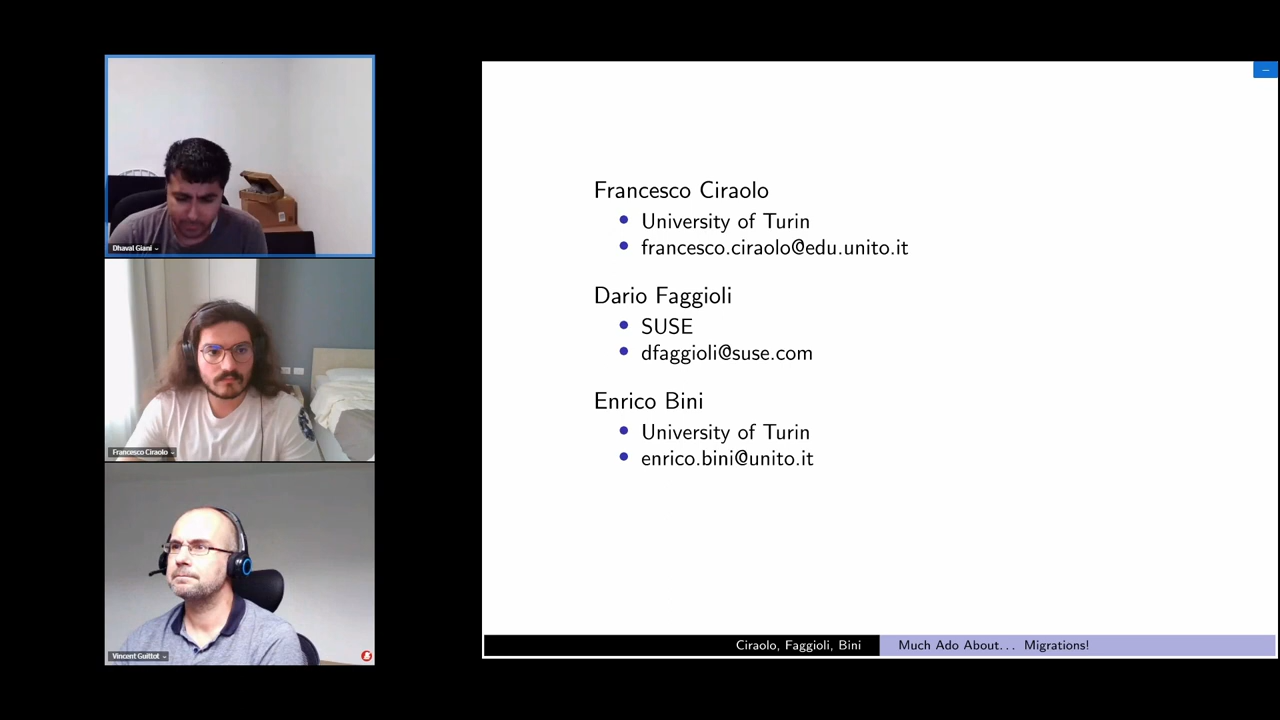 Dhaval Giani
Francesco Ciraolo
Vincent Guittot
Francesco Ciraolo
• University of Turin
• francesco.ciraolo@edu.unito.it
Dario Faggioli
• SUSE
• dfaggioli@suse.com
Enrico Bini
• University of Turin
• enrico.bini@unito.it
Ciraolo, Faggioli, Bini
Much Ado About... Migrations!